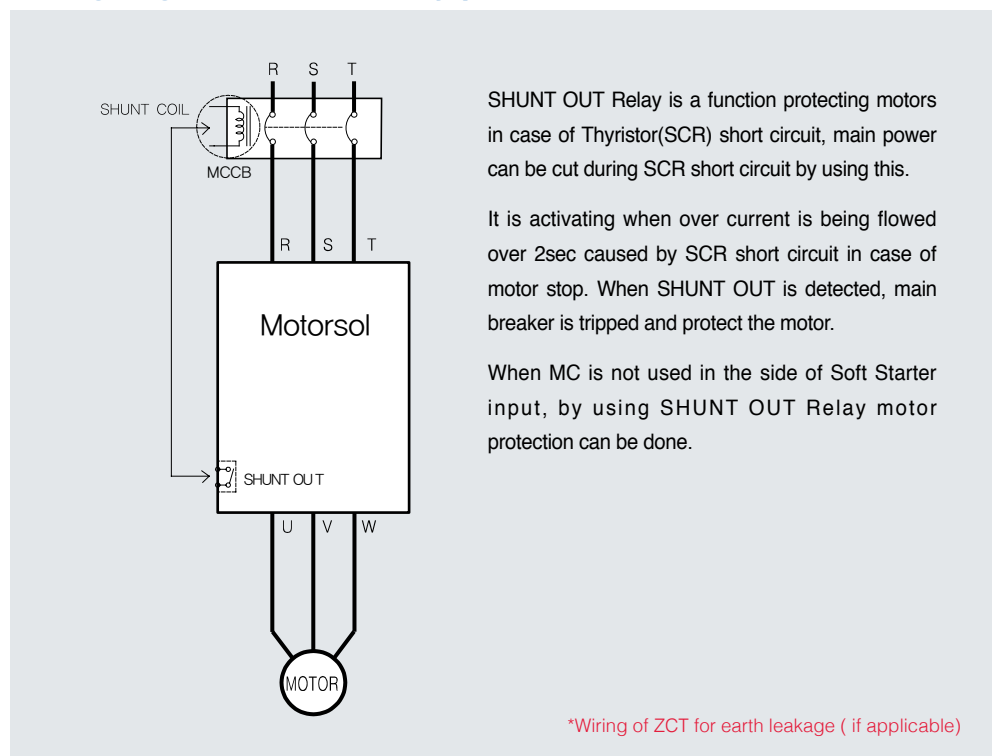 R S T
SHUNT COIL
MCCB
R S T
Motorsol
SHUNT OUT
U V W
MOTOR
SHUNT OUT Relay is a function protecting motors
in case of Thyristor(SCR) short circuit, main power
can be cut during SCR short circuit by using this.
It is activating when over current is being flowed
over 2sec caused by SCR short circuit in case of
motor stop. When SHUNT OUT is detected, main
breaker is tripped and protect the motor.
When MC is not used in the side of Soft Starter
input, by using SHUNT OUT Relay motor
protection can be done.
*Wiring of ZCT for earth leakage ( if applicable)